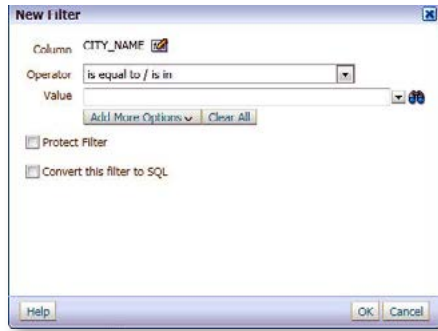 New Filter
Column CITY_NAME
Operator is equal to / is in
Value
Add More Options Clear All
Protect Filter
Convert this filter to SQL
Help OK Cancel